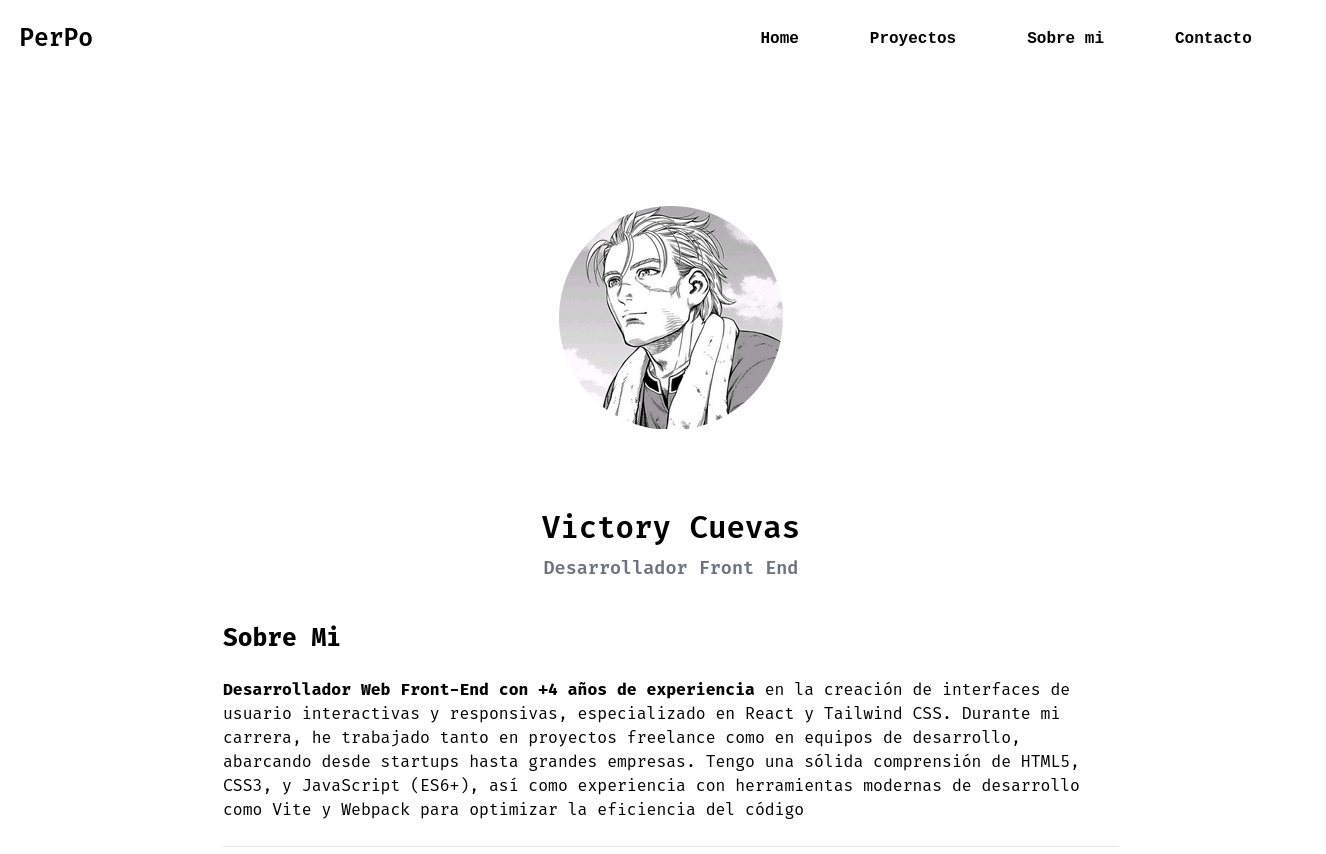 PerPo
Home
Proyectos
Sobre mi
Contacto
Victory Cuevas
Desarrollador Front End
Sobre Mi
Desarrollador Web Front-End con +4 años de experiencia en la creación de interfaces de
usuario interactivas y responsivas, especializado en React y Tailwind CSS. Durante mi
carrera, he trabajado tanto en proyectos freelance como en equipos de desarrollo,
abarcando desde startups hasta grandes empresas. Tengo una sólida comprensión de HTML5,
CSS3, y JavaScript (ES6+), así como experiencia con herramientas modernas de desarrollo
como Vite y Webpack para optimizar la eficiencia del código